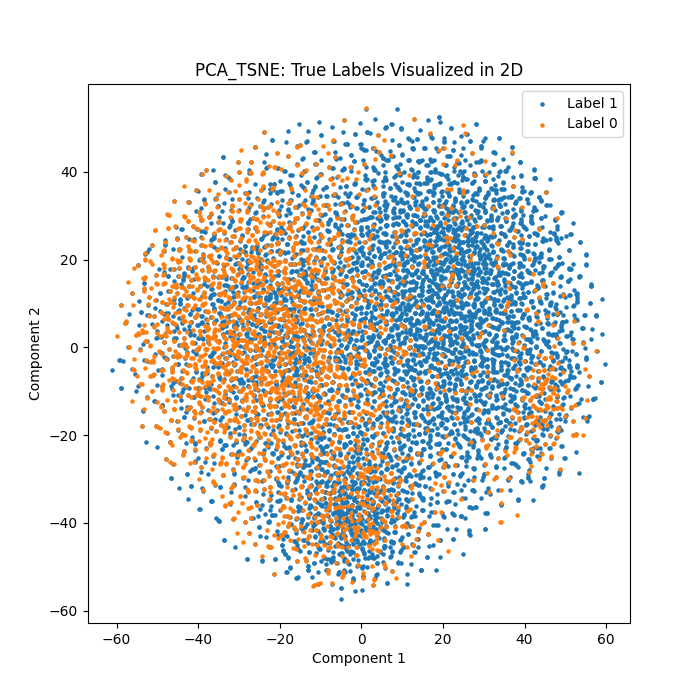 PCA_TSNE: True Labels Visualized in 2D
Label 1
Label 0
Component 2
40
20
0
−20
−40
−60
−60 −40 −20 0 20 40 60
Component 1